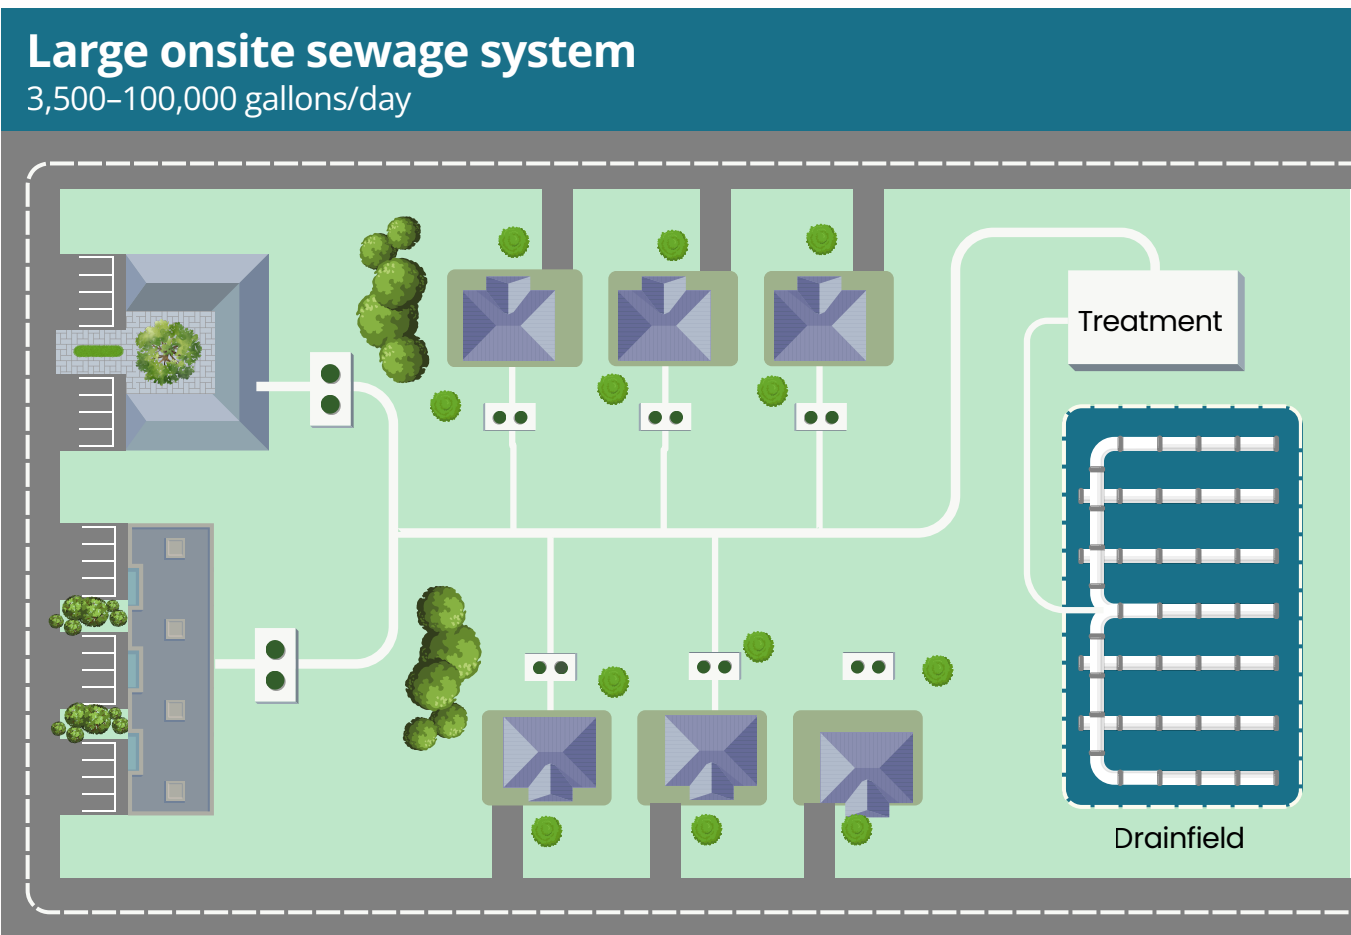 Large onsite sewage system
3,500–100,000 gallons/day
Treatment
Drainfield